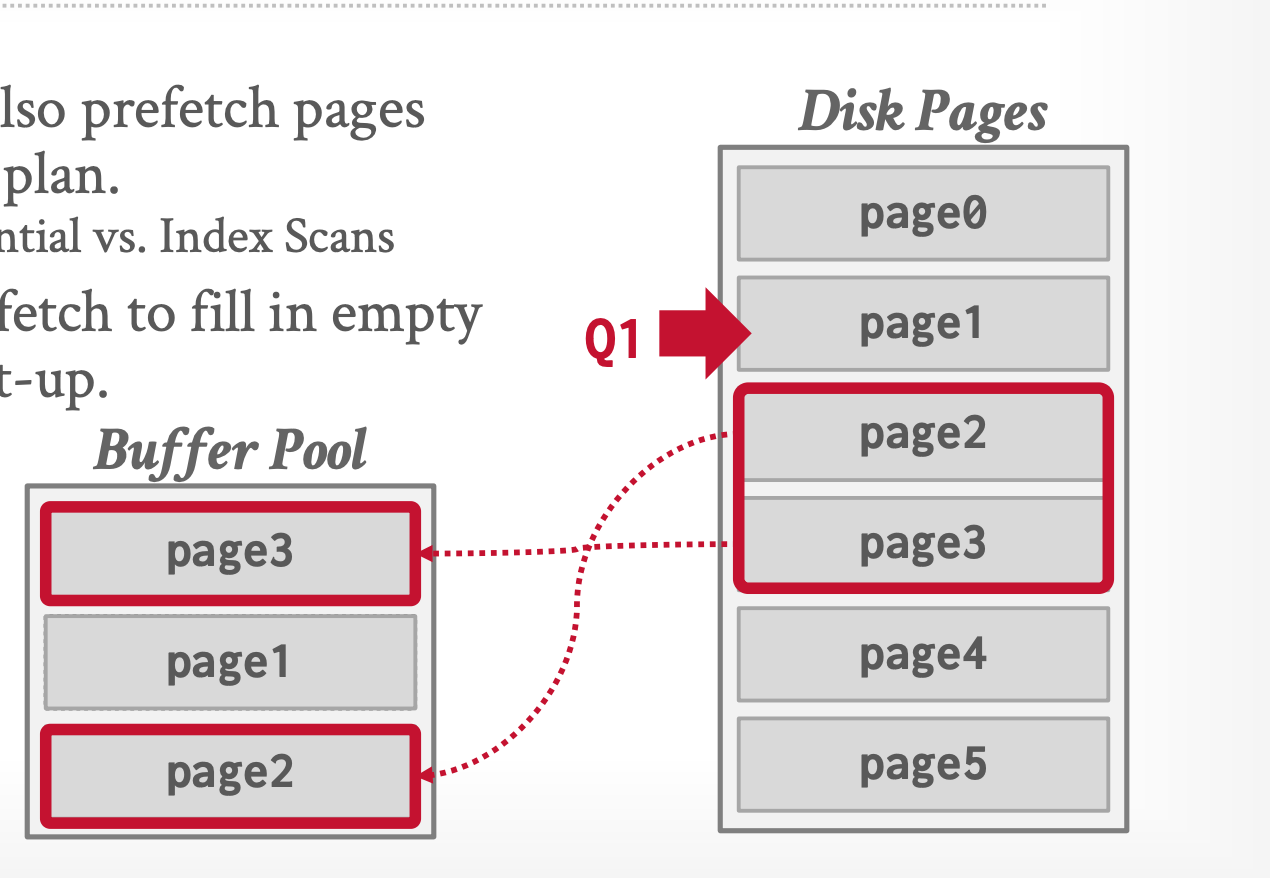 lso prefetch pages
plan.
ntial vs. Index Scans
fetch to fill in empty
t-up.
Buffer Pool
page3
page1
page2
Q1
Disk Pages
page0
page1
page2
page3
page4
page5